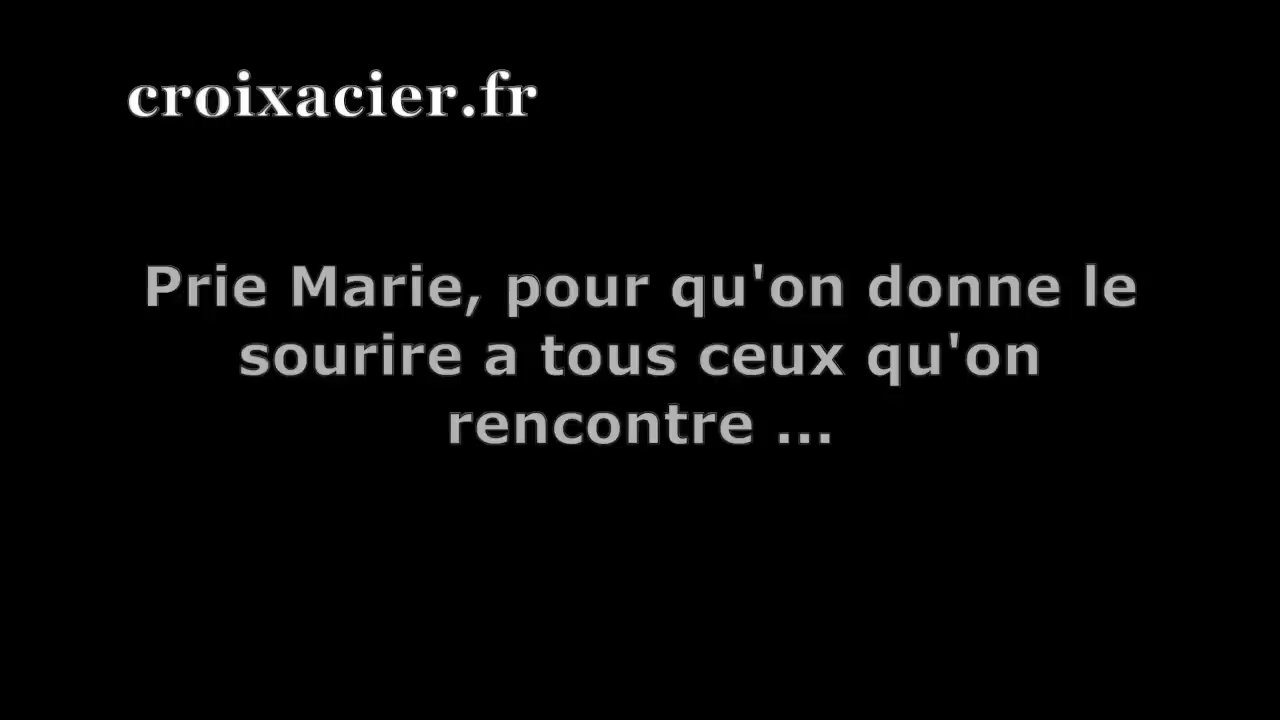 croixacier.fr
Prie Marie, pour qu'on donne le
sourire a tous ceux qu'on
rencontre ...